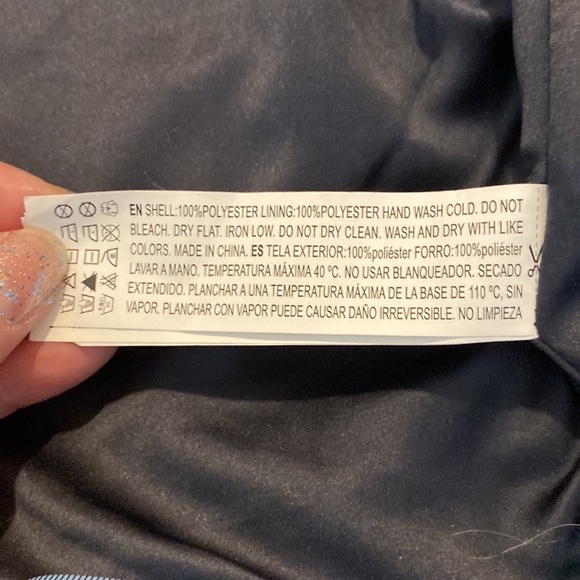 EN SHELL:100%POLYESTER LINING:100%POLYESTER HAND WASH COLD. DO NOT
BLEACH. DRY FLAT. IRON LOW. DO NOT DRY CLEAN. WASH AND DRY WITH LIKE
COLORS. MADE IN CHINA. ES TELA EXTERIOR:100%poliéster FORRO:100%poliéster
LAVAR A MANO. TEMPERATURA MÁXIMA 40 ºC. NO USAR BLANQUEADOR. SECADO
EXTENDIDO. PLANCHAR A UNA TEMPERATURA MÁXIMA DE LA BASE DE 110 ºC, SIN
VAPOR. PLANCHAR CON VAPOR PUEDE CAUSAR DAÑO IRREVERSIBLE. NO LIMPIEZA